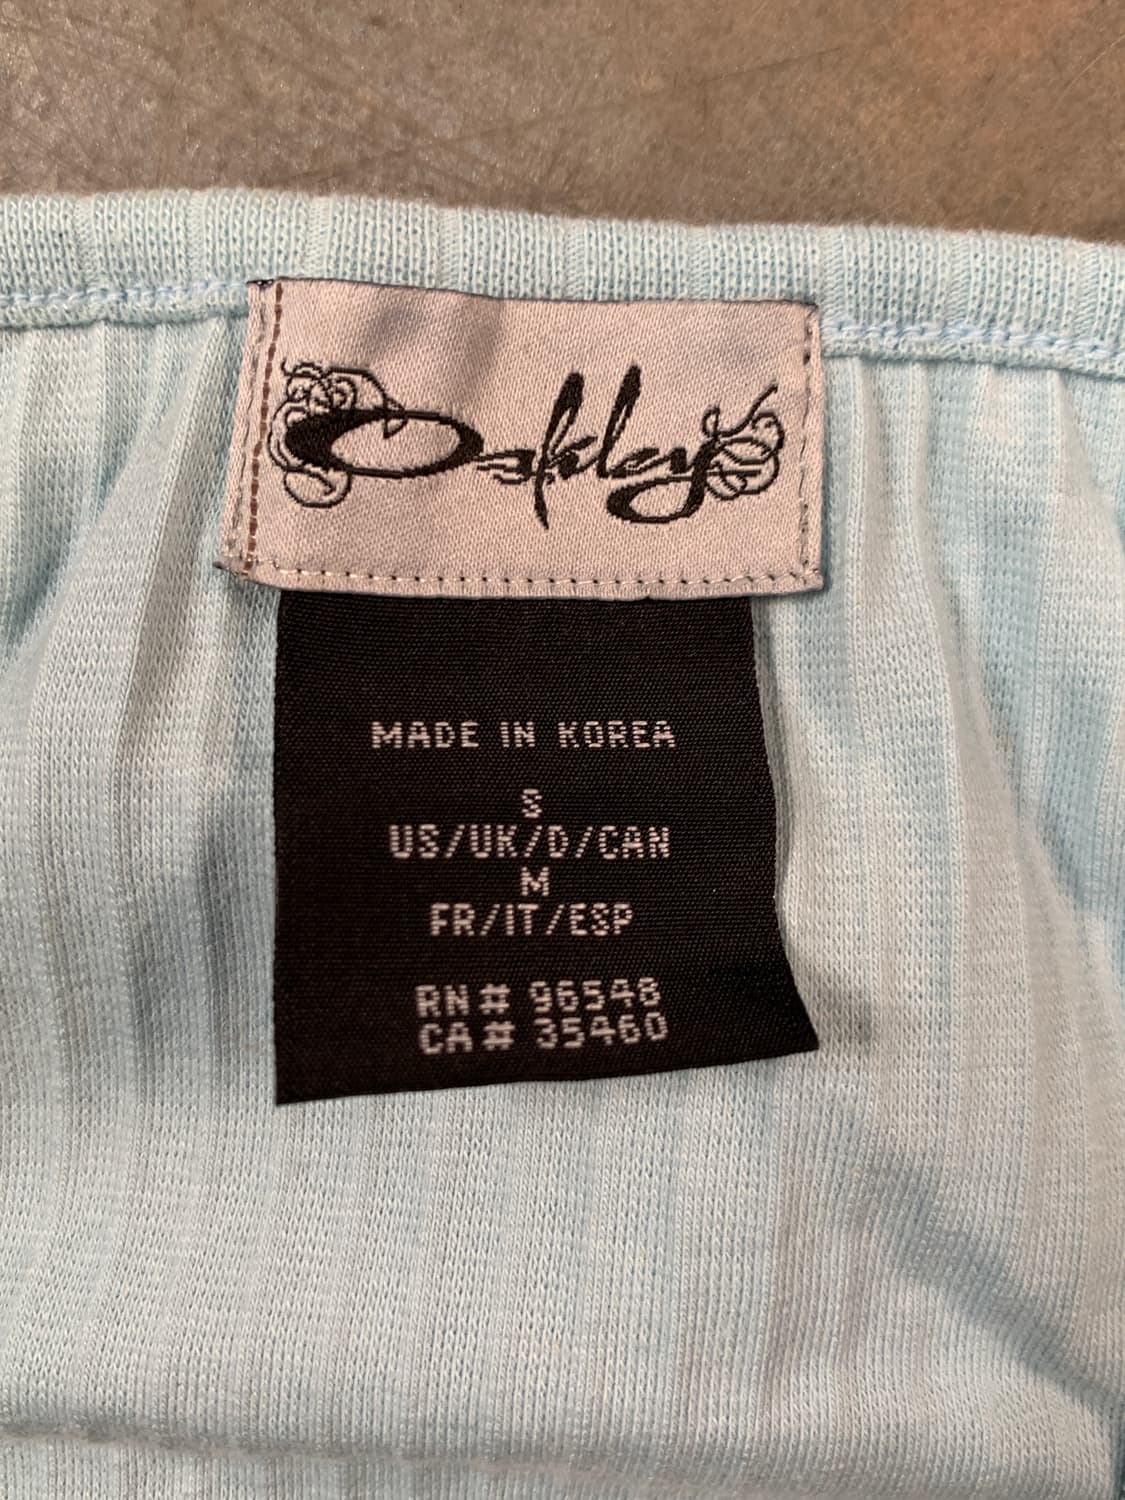 Oakley
MADE IN KOREA
S
US/UK/D/CAN
M
FR/IT/ESP
RN# 96548
CA# 35460